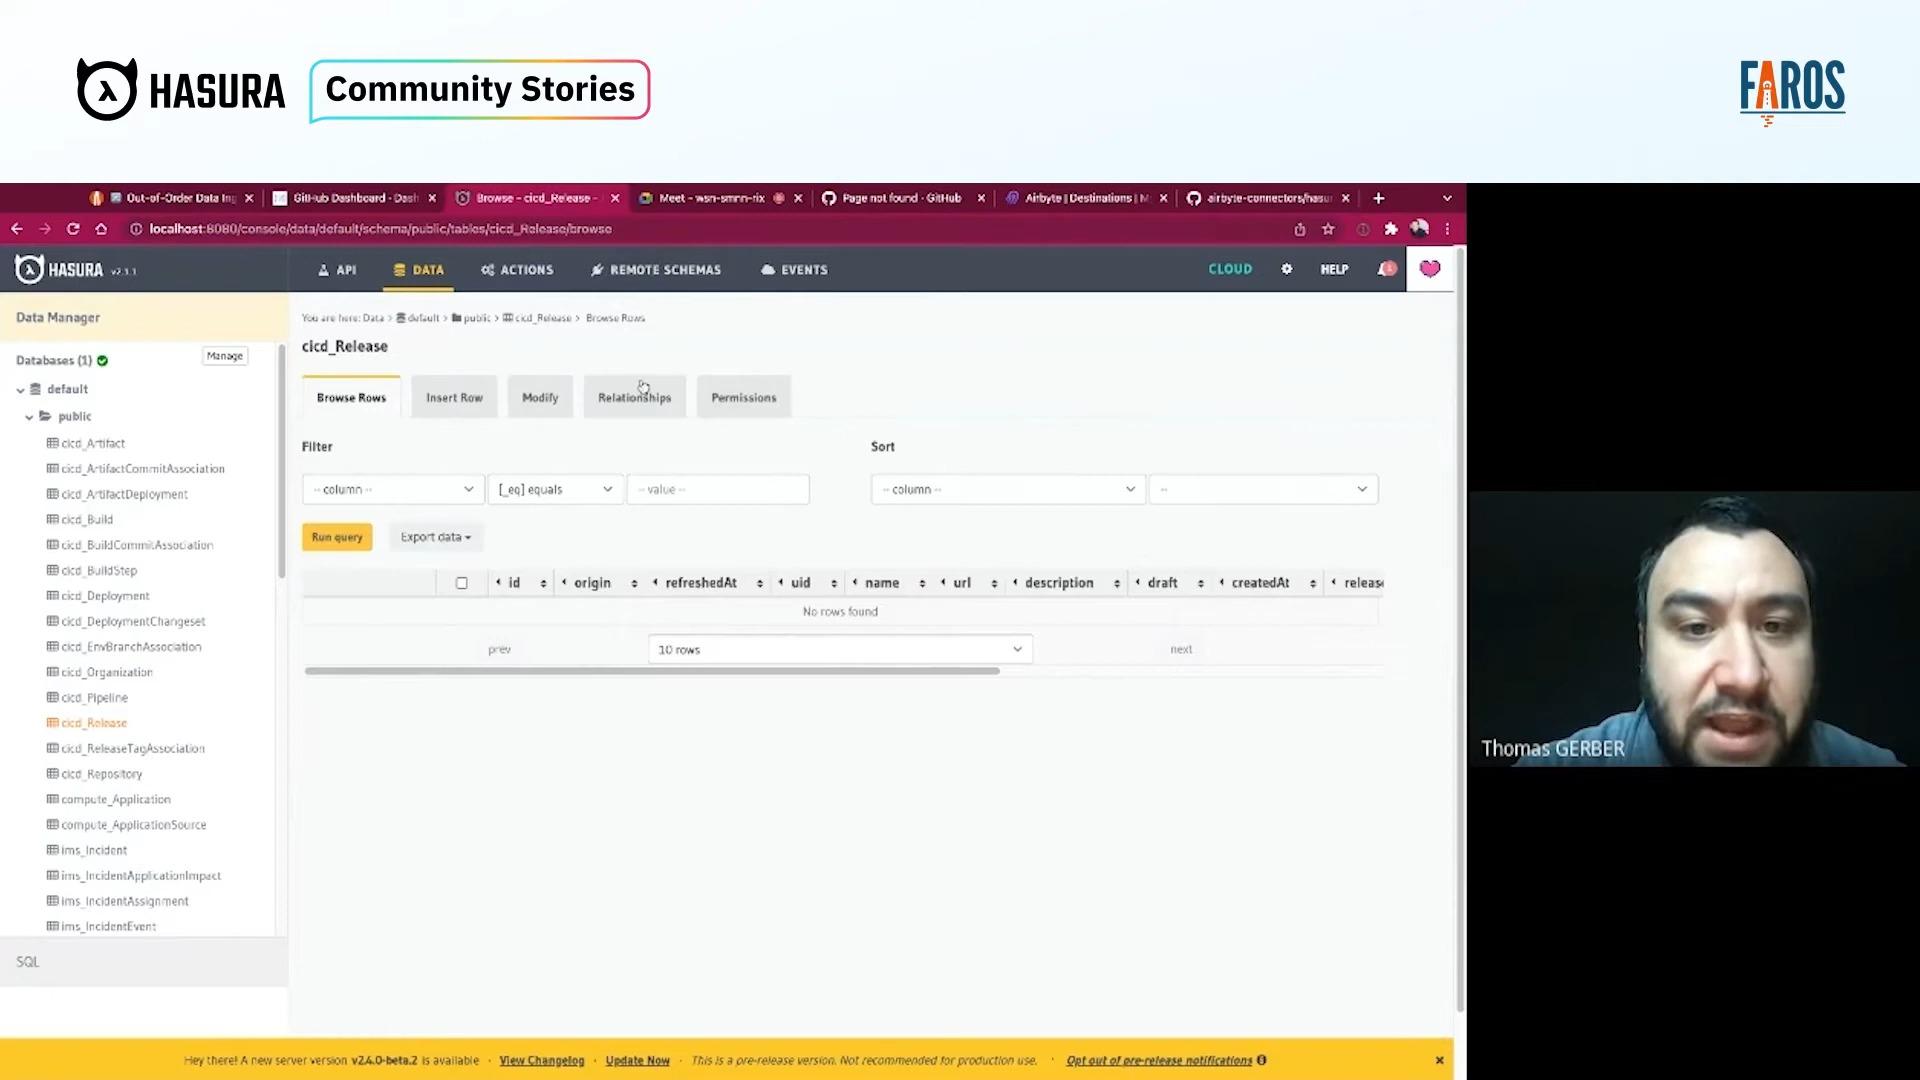 HASURA
Community Stories
FAROS
Out-of-Order Data Ing
GitHub Dashboard - Dash
Browse - cicd_Release -
Meet - wsn-smnn-rix
Page not found · GitHub
Airbyte | Destinations | M
airbyte-connectors/hasu
localhost:8080/console/data/default/schema/public/tables/cicd_Release/browse
HASURA v2.1.1
API
DATA
ACTIONS
REMOTE SCHEMAS
EVENTS
CLOUD
HELP
1
Data Manager
You are here: Data > default > public > cicd_Release > Browse Rows
cicd_Release
Databases (1)
Manage
default
public
cicd_Artifact
cicd_ArtifactCommitAssociation
cicd_ArtifactDeployment
cicd_Build
cicd_BuildCommitAssociation
cicd_BuildStep
cicd_Deployment
cicd_DeploymentChangeset
cicd_EnvBranchAssociation
cicd_Organization
cicd_Pipeline
cicd_Release
cicd_ReleaseTagAssociation
cicd_Repository
compute_Application
compute_ApplicationSource
ims_Incident
ims_IncidentApplicationImpact
ims_IncidentAssignment
ims_IncidentEvent
SQL
Browse Rows
Insert Row
Modify
Relationships
Permissions
Filter
Sort
-- column --
[_eq] equals
-- value --
-- column --
--
Run query
Export data
id
origin
refreshedAt
uid
name
url
description
draft
createdAt
release
No rows found
prev
10 rows
next
Thomas GERBER
Hey there! A new server version v2.4.0-beta.2 is available · View Changelog · Update Now · This is a pre-release version. Not recommended for production use. · Opt out of pre-release notifications